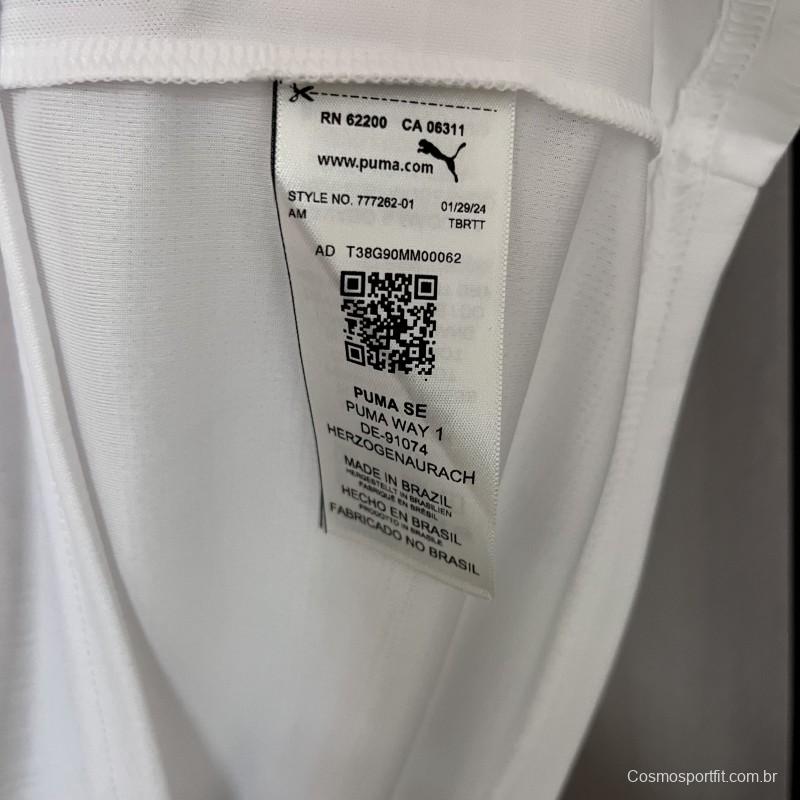 RN 62200 CA 06311
www.puma.com
STYLE NO. 777262-01 01/29/24
AM TBRTT
AD T38G90MM00062
PUMA SE
PUMA WAY 1
DE-91074
HERZOGENAURACH
MADE IN BRAZIL
HERGESTELLT IN BRASILIEN
FABRIQUÉ EN BRÉSIL
HECHO EN BRASIL
PRODOTTO IN BRASILE
FABRICADO NO BRASIL
Cosmosportfit.com.br